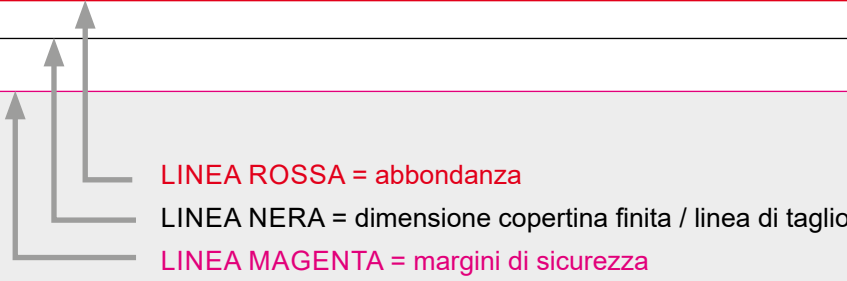 LINEA ROSSA = abbondanza
LINEA NERA = dimensione copertina finita / linea di taglio
LINEA MAGENTA = margini di sicurezza